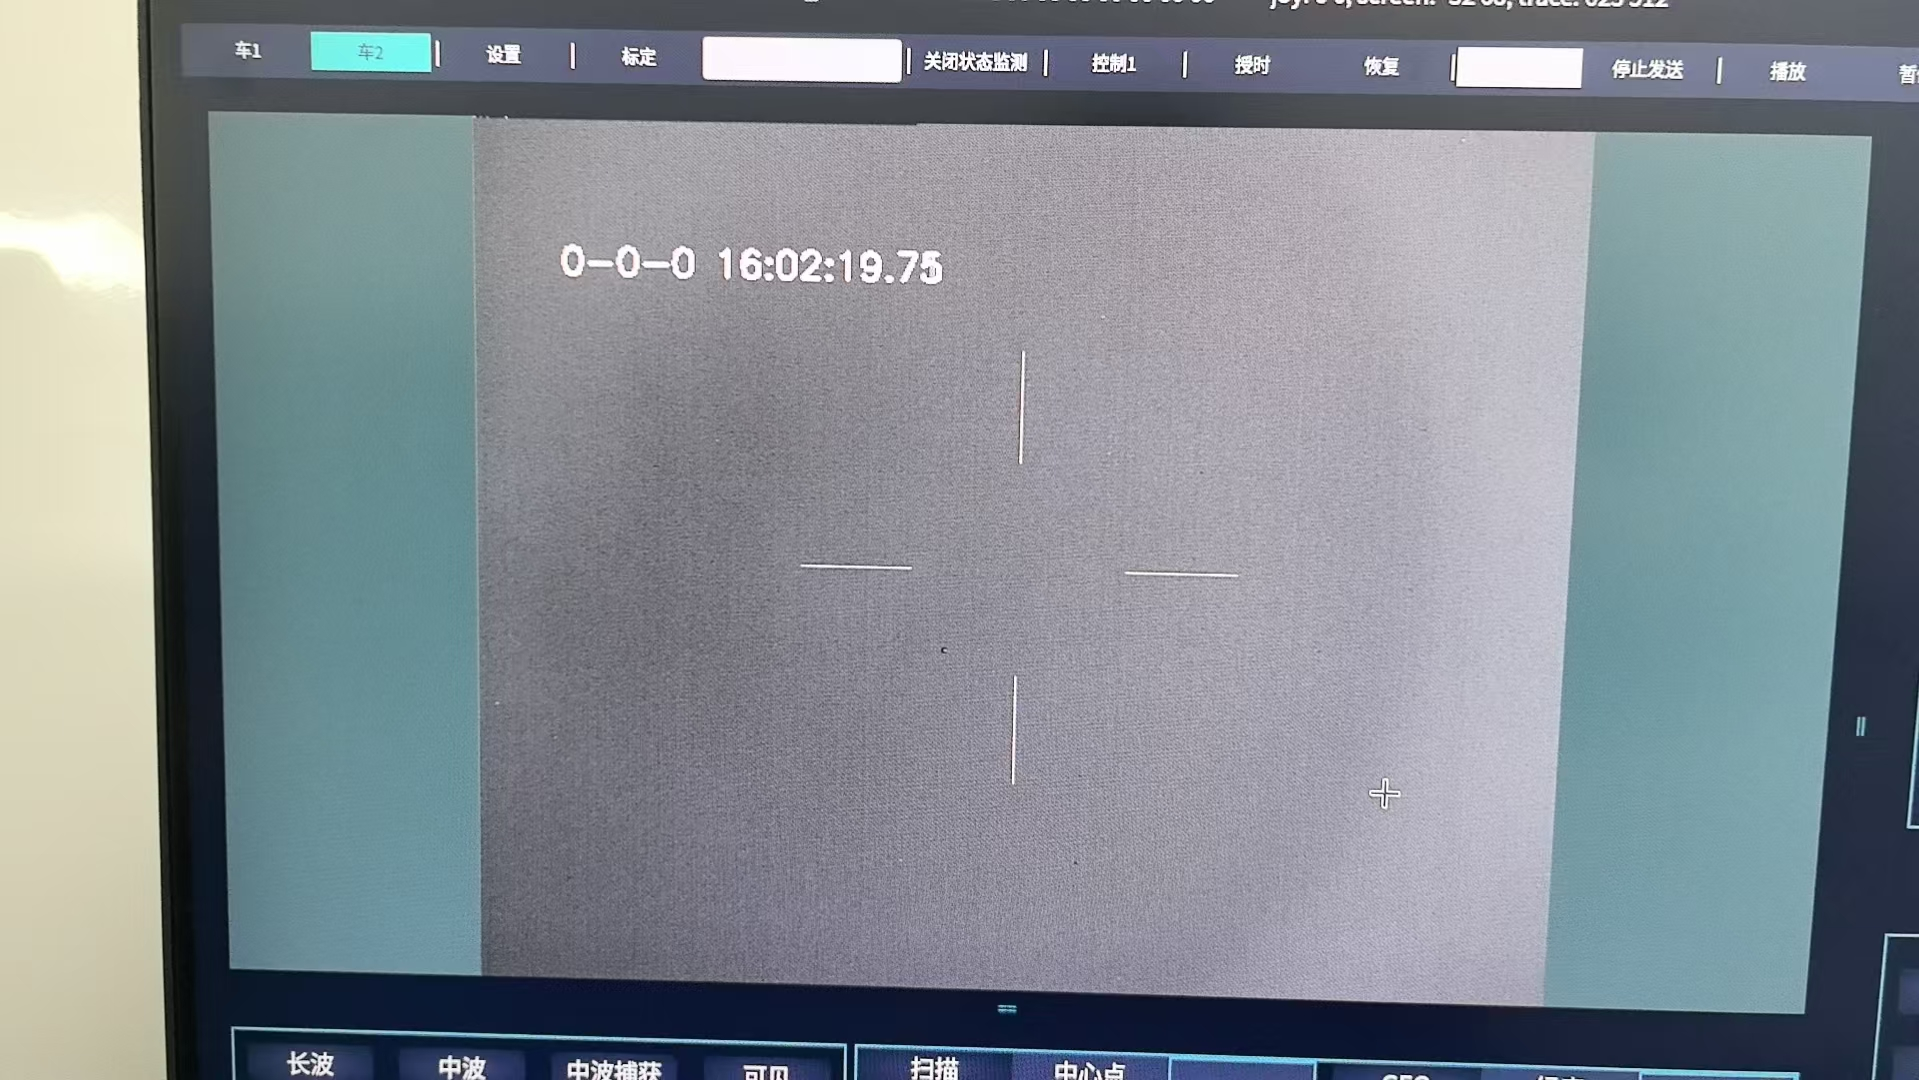 车1 车2 设置 标定 关闭状态监测 控制1 授时 恢复 停止发送 播放
0-0-0 16:02:19.75
长波 中波 中波捕获 可见 扫描 中心点